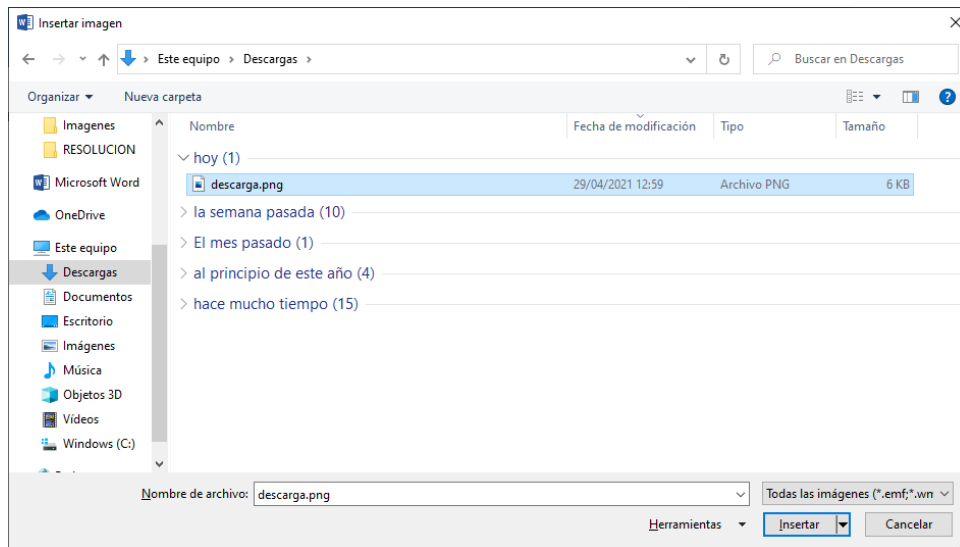 Insertar imagen
Este equipo > Descargas >
Buscar en Descargas
Organizar
Nueva carpeta
Imagenes
RESOLUCION
Microsoft Word
OneDrive
Este equipo
Descargas
Documentos
Escritorio
Imágenes
Música
Objetos 3D
Vídeos
Windows (C:)
Nombre Fecha de modificación Tipo Tamaño
hoy (1)
descarga.png 29/04/2021 12:59 Archivo PNG 6 KB
la semana pasada (10)
El mes pasado (1)
al principio de este año (4)
hace mucho tiempo (15)
Nombre de archivo: descarga.png
Todas las imágenes (*.emf;*.wn
Herramientas
Insertar
Cancelar